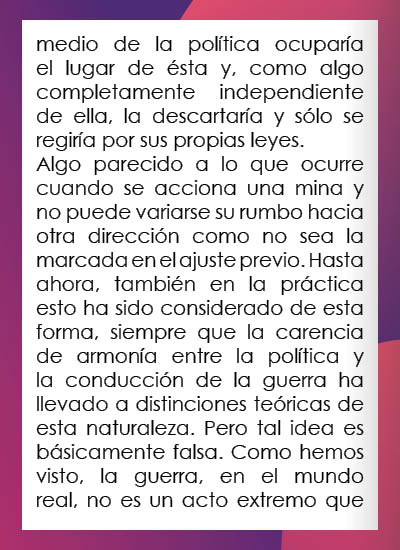 medio de la política ocuparía
el lugar de ésta y, como algo
completamente independiente
de ella, la descartaría y sólo se
regiría por sus propias leyes.
Algo parecido a lo que ocurre
cuando se acciona una mina y
no puede variarse su rumbo hacia
otra dirección como no sea la
marcada en el ajuste previo. Hasta
ahora, también en la práctica
esto ha sido considerado de esta
forma, siempre que la carencia
de armonía entre la política y
la conducción de la guerra ha
llevado a distinciones teóricas de
esta naturaleza. Pero tal idea es
básicamente falsa. Como hemos
visto, la guerra, en el mundo
real, no es un acto extremo que